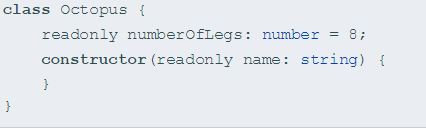 class Octopus {
    readonly numberOfLegs: number = 8;
    constructor(readonly name: string) {
    }
}